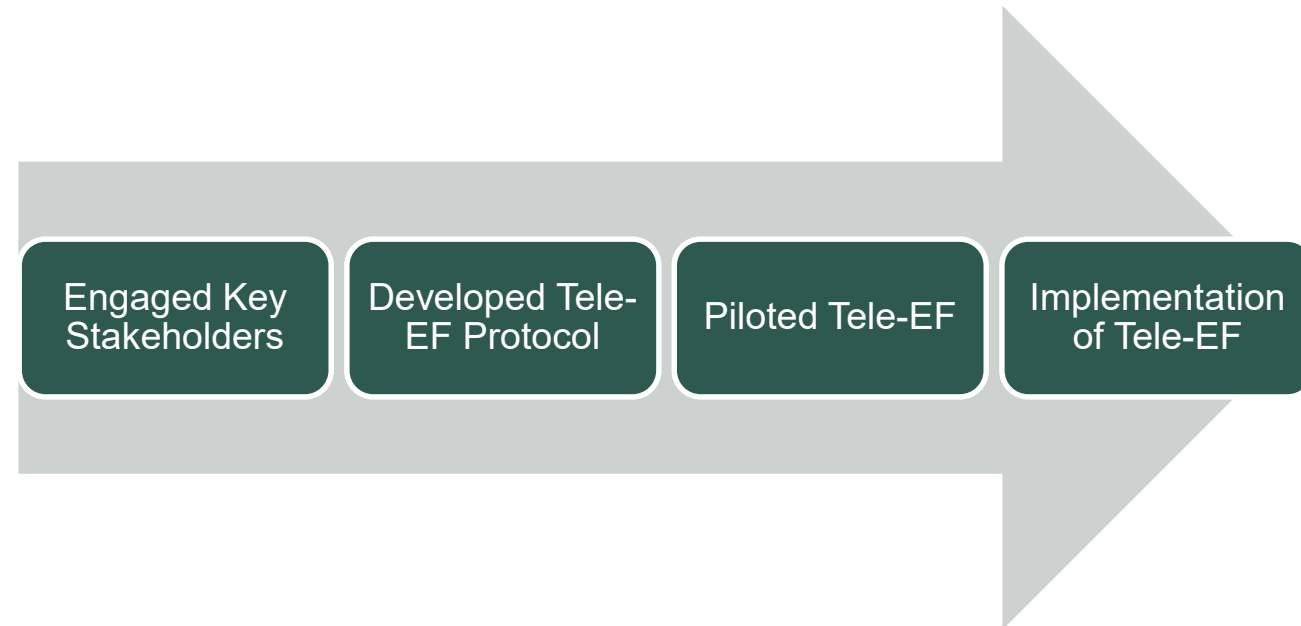 Engaged Key
Stakeholders
Developed Tele-
EF Protocol
Piloted Tele-EF
Implementation
of Tele-EF